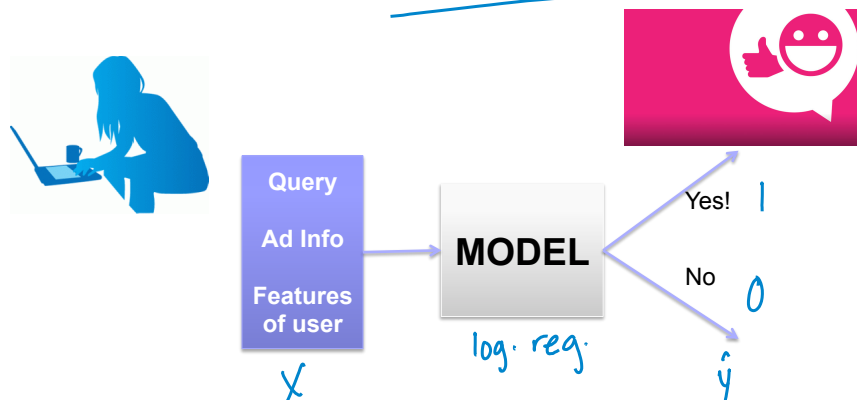 Query
Ad Info
Features
of user
X
MODEL
log. reg.
Yes! 1
No 0
ŷ